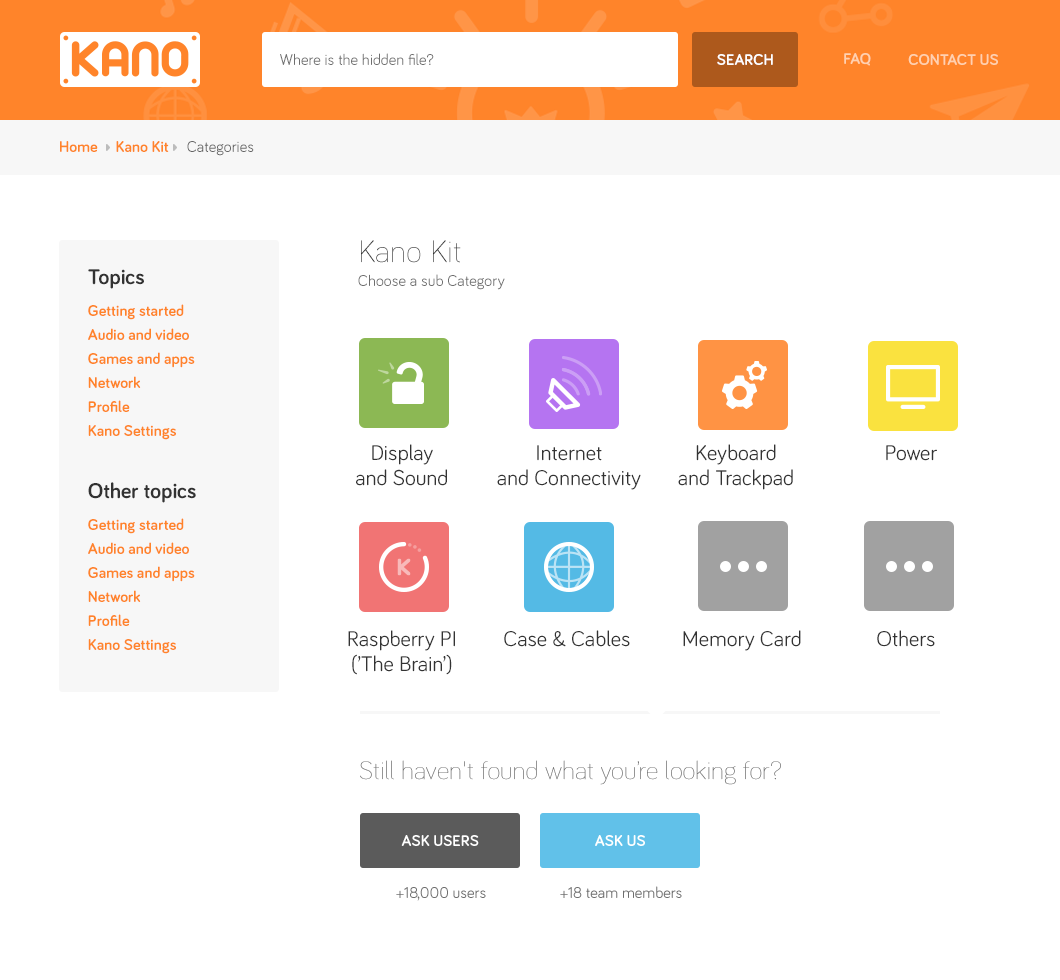 KANO
Where is the hidden file?
SEARCH
FAQ
CONTACT US
Home
Kano Kit
Categories
Topics
Getting started
Audio and video
Games and apps
Network
Profile
Kano Settings
Other topics
Getting started
Audio and video
Games and apps
Network
Profile
Kano Settings
Kano Kit
Choose a sub Category
Display
and Sound
Internet
and Connectivity
Keyboard
and Trackpad
Power
K
Raspberry PI
('The Brain')
Case & Cables
Memory Card
Others
Still haven't found what you're looking for?
ASK USERS
ASK US
+18,000 users
+18 team members